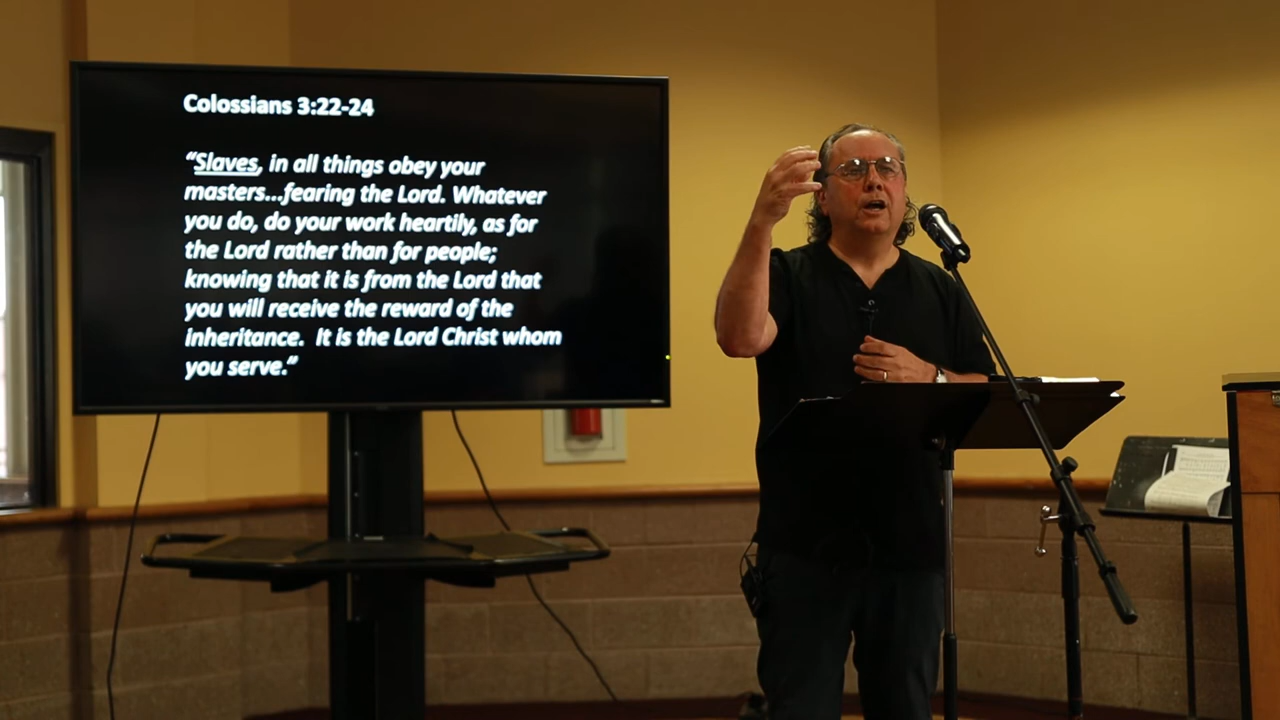 Colossians 3:22-24
“Slaves, in all things obey your
masters...fearing the Lord. Whatever
you do, do your work heartily, as for
the Lord rather than for people;
knowing that it is from the Lord that
you will receive the reward of the
inheritance. It is the Lord Christ whom
you serve.”